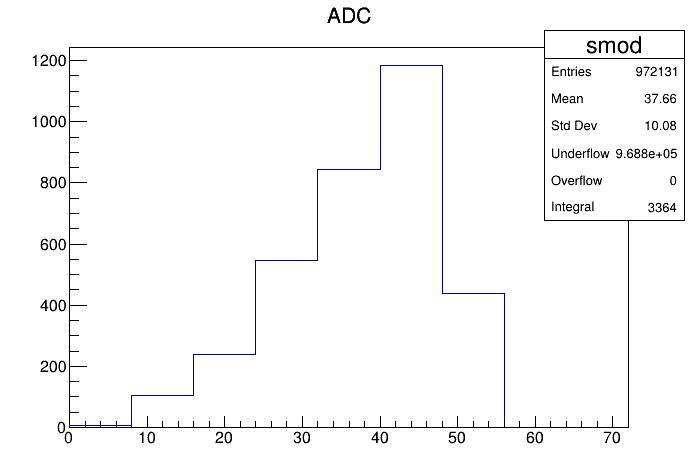 ADC
smod
Entries 972131
Mean 37.66
Std Dev 10.08
Underflow 9.688e+05
Overflow 0
Integral 3364
1200
1000
800
600
400
200
0
0 10 20 30 40 50 60 70